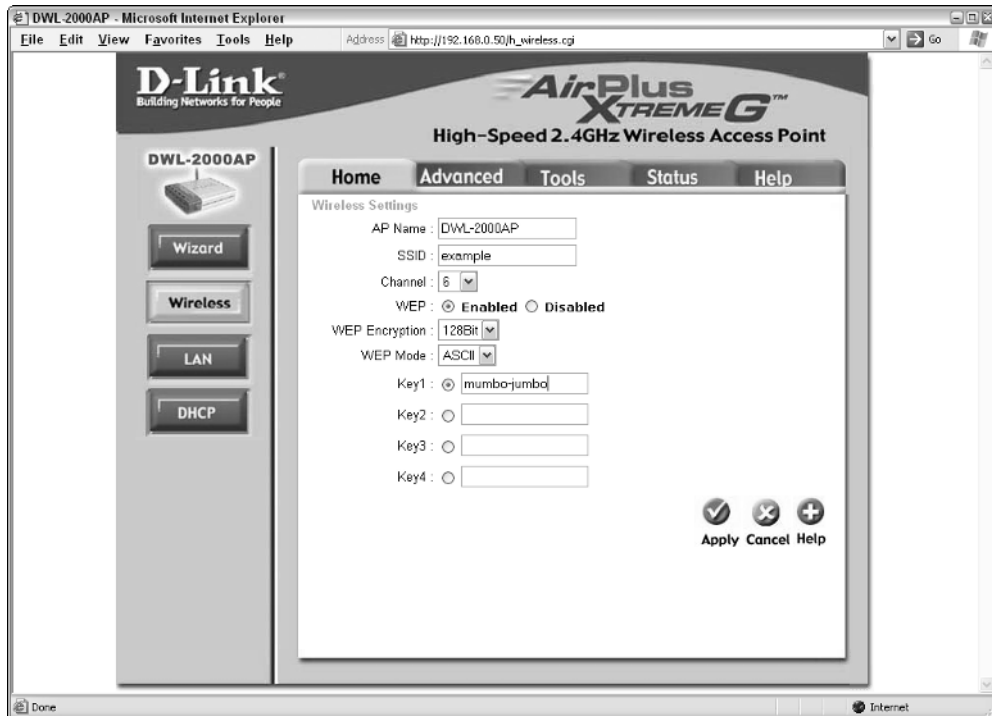 DWL-2000AP - Microsoft Internet Explorer
File Edit View Favorites Tools Help Address http://192.168.0.50/h_wireless.cgi Go
D-Link
Building Networks for People
AirPlus
XTREME G™
High-Speed 2.4GHz Wireless Access Point
DWL-2000AP
Home Advanced Tools Status Help
Wizard
Wireless
LAN
DHCP
Wireless Settings
AP Name : DWL-2000AP
SSID : example
Channel : 6
WEP : Enabled Disabled
WEP Encryption : 128Bit
WEP Mode : ASCII
Key1 : mumbo-jumbo
Key2 :
Key3 :
Key4 :
Apply Cancel Help
Done Internet